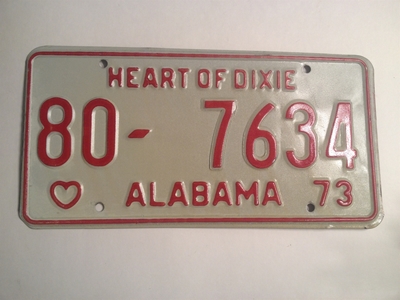 HEART OF DIXIE
80- 7634
ALABAMA 73